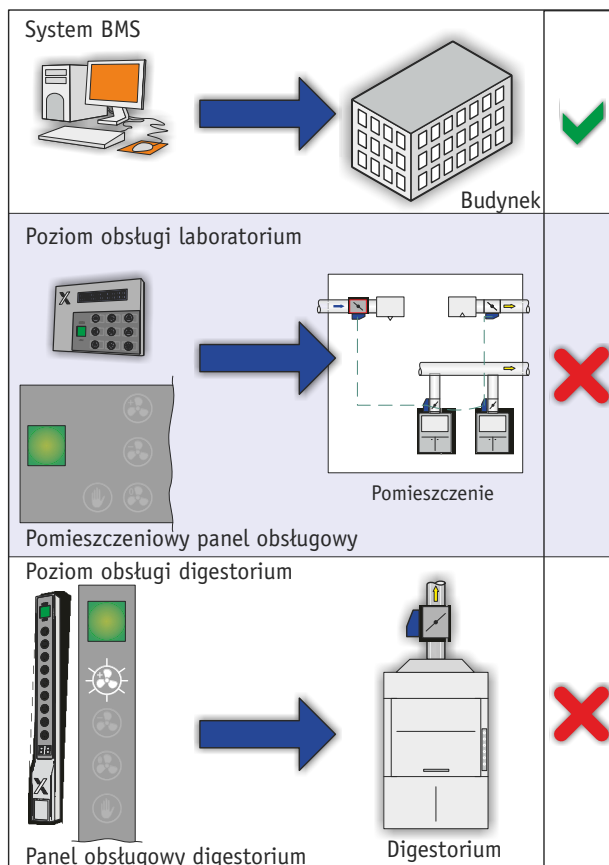 System BMS
Budynek
Poziom obsługi laboratorium
Pomieszczenie
Pomieszczeniowy panel obsługowy
Poziom obsługi digestorium
Digestorium
Panel obsługowy digestorium